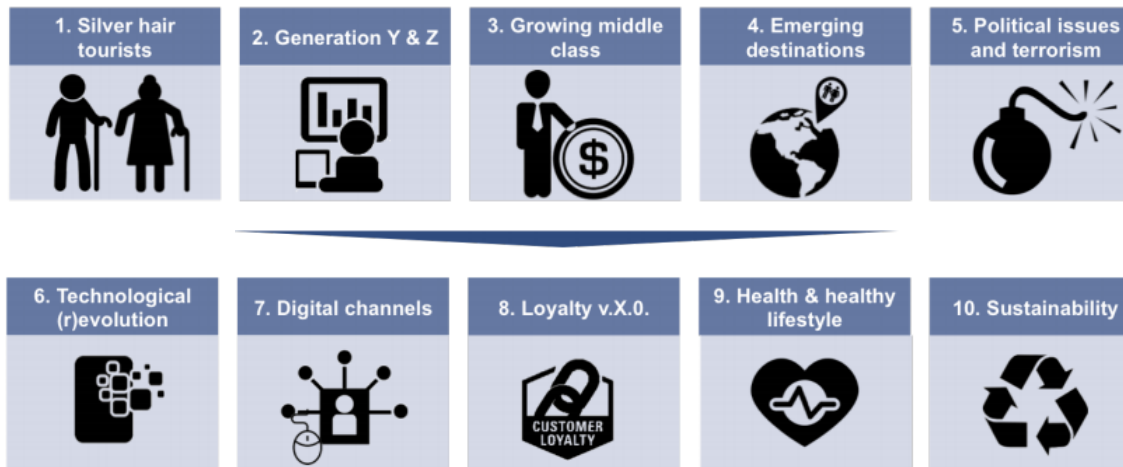 1. Silver hair
tourists
2. Generation Y & Z
3. Growing middle
class
4. Emerging
destinations
5. Political issues
and terrorism
$
6. Technological
(r)evolution
7. Digital channels
8. Loyalty v.X.0.
9. Health & healthy
lifestyle
10. Sustainability
CUSTOMER
LOYALTY